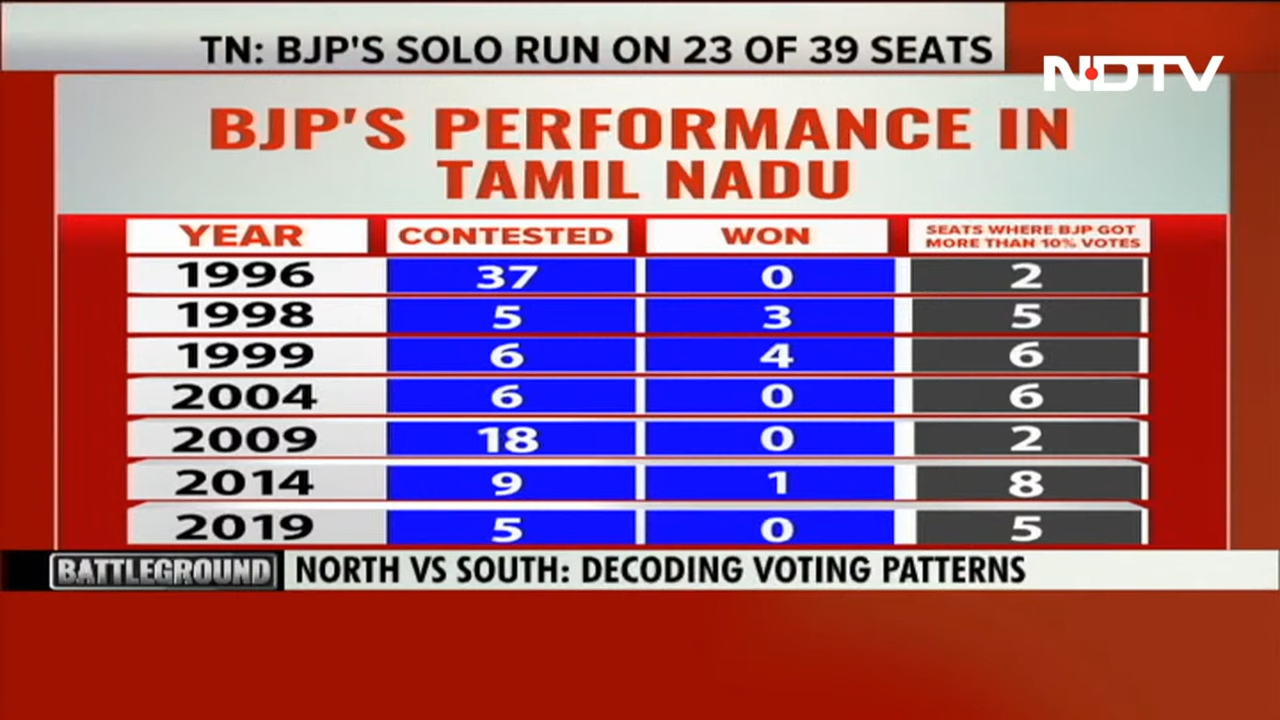 TN: BJP'S SOLO RUN ON 23 OF 39 SEATS
NDTV
BJP'S PERFORMANCE IN
TAMIL NADU
YEAR CONTESTED WON SEATS WHERE BJP GOT
MORE THAN 10% VOTES
1996 37 0 2
1998 5 3 5
1999 6 4 6
2004 6 0 6
2009 18 0 2
2014 9 1 8
2019 5 0 5
BATTLEGROUND NORTH VS SOUTH: DECODING VOTING PATTERNS